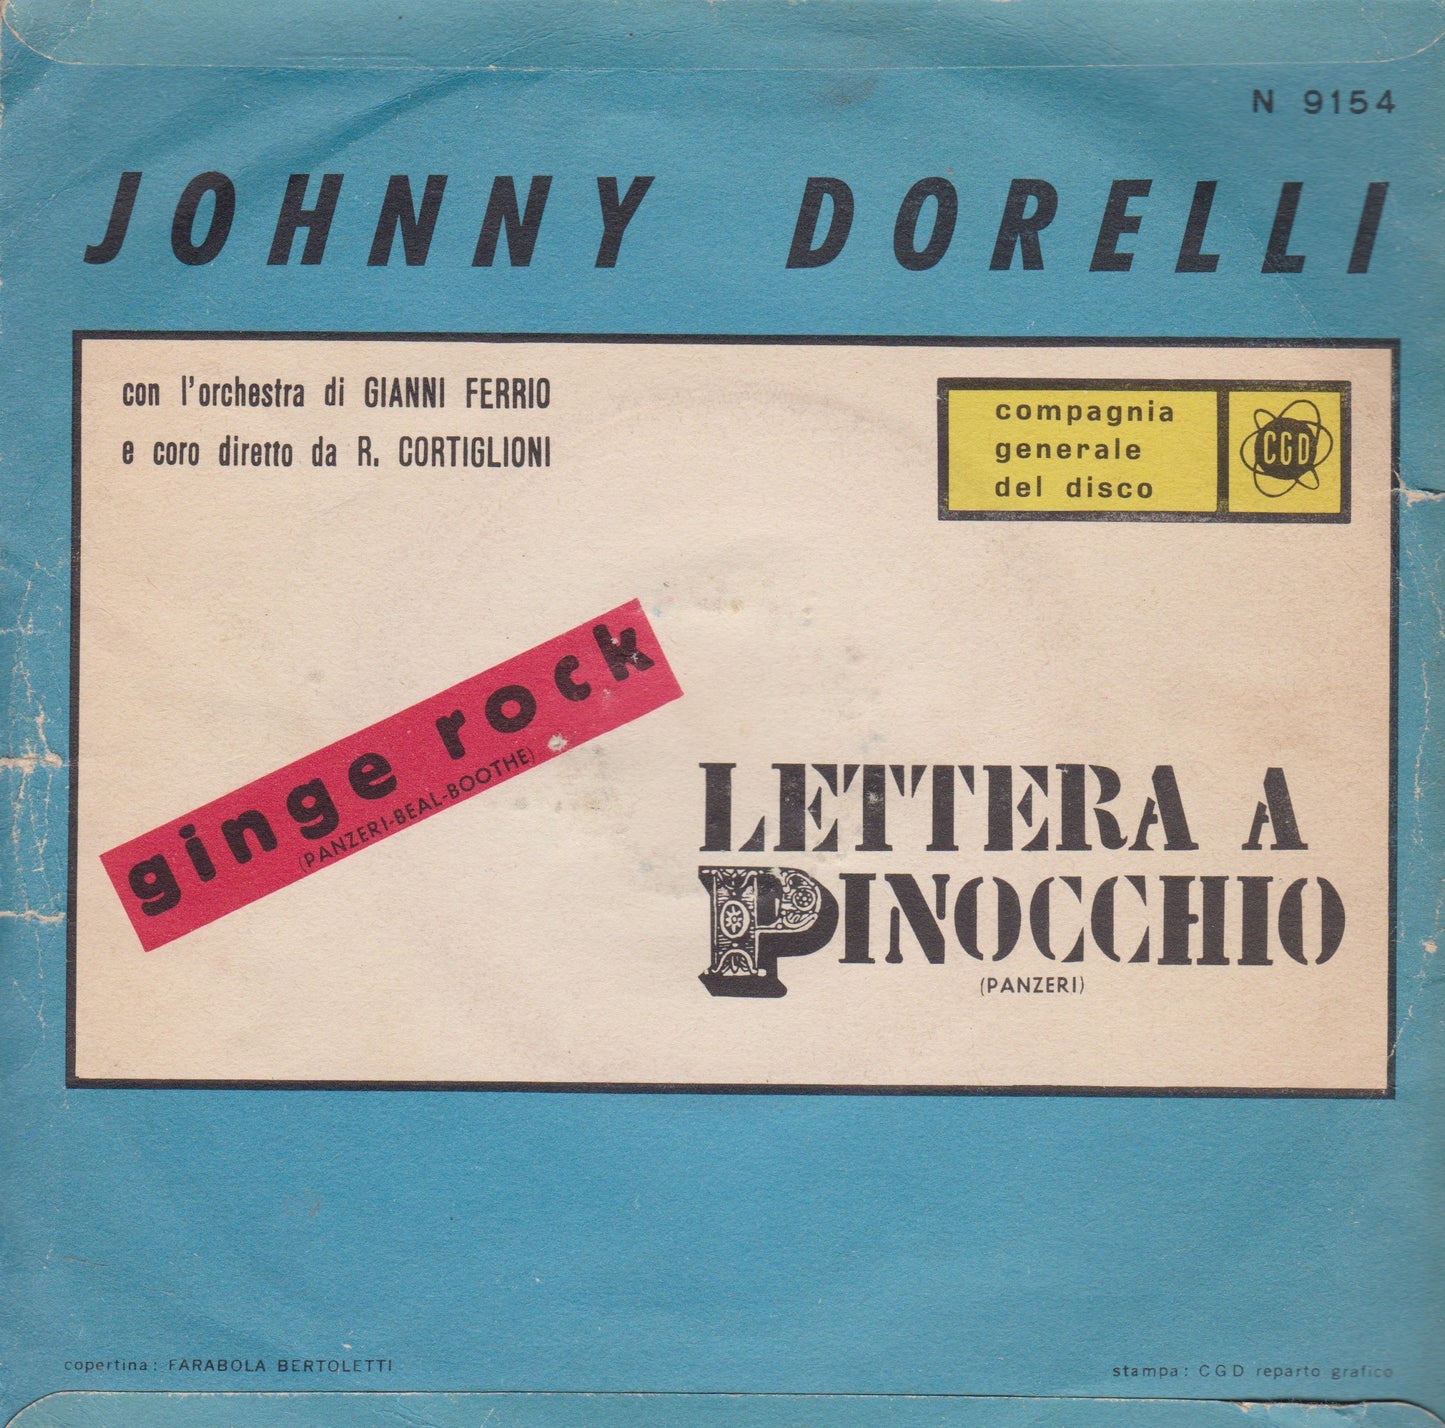 N 9154
JOHNNY DORELLI
con l'orchestra di GIANNI FERRIO
e coro diretto da R. CORTIGLIONI
compagnia
generale
del disco
CGD
ginge rock
(PANZERI-BEAL-BOOTHE)
LETTERA A
PINOCCHIO
(PANZERI)
copertina: FARABOLA BERTOLETTI
stampa: CGD reparto grafico